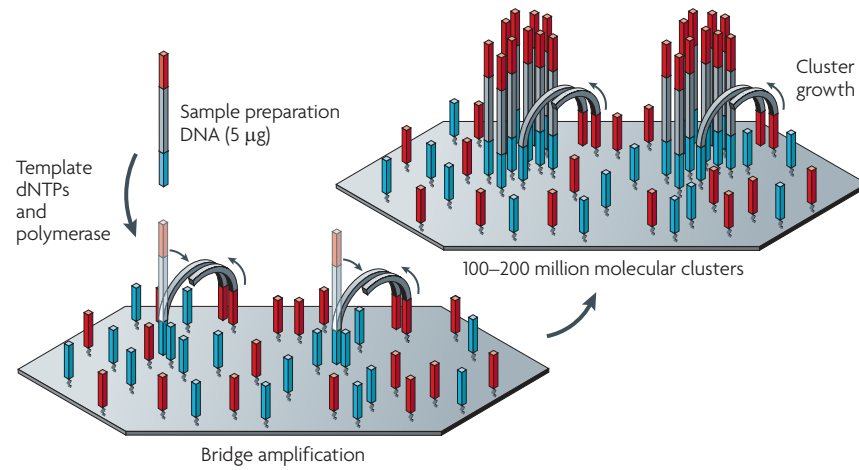 Sample preparation
DNA (5 µg)
Template
dNTPs
and
polymerase
Bridge amplification
Cluster
growth
100–200 million molecular clusters